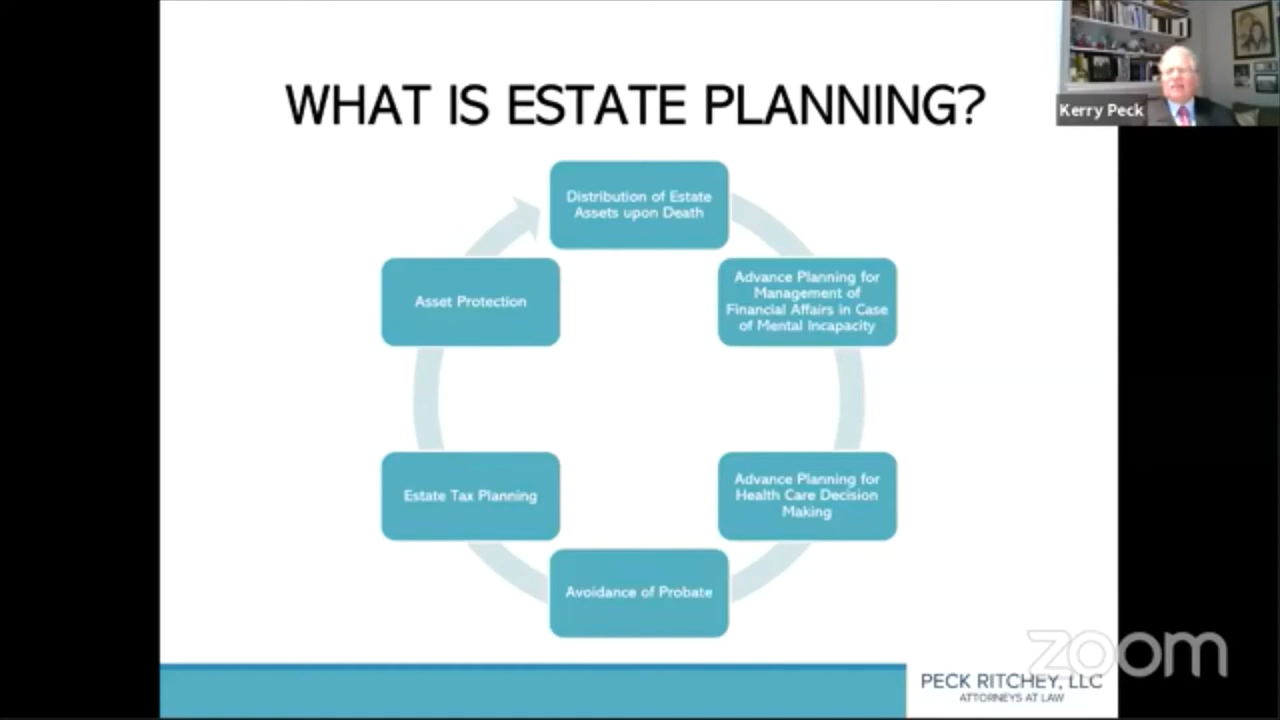 WHAT IS ESTATE PLANNING?
Kerry Peck
Distribution of Estate
Assets upon Death
Advance Planning for
Management of
Financial Affairs in Case
of Mental Incapacity
Advance Planning for
Health Care Decision
Making
Avoidance of Probate
Estate Tax Planning
Asset Protection
zoom
PECK RITCHEY, LLC
ATTORNEYS AT LAW